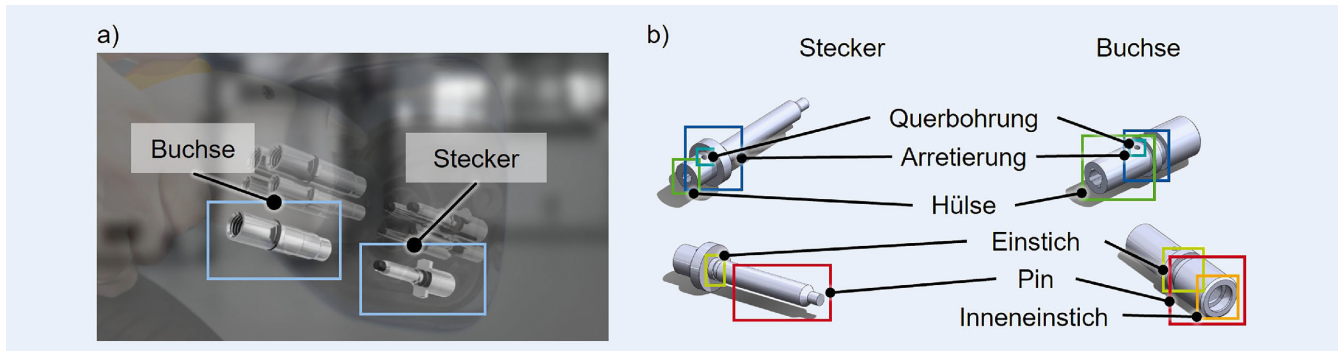 a)
Buchse
Stecker
b)
Stecker Buchse
Querbohrung
Arretierung
Hülse
Einstich
Pin
Inneneinstich